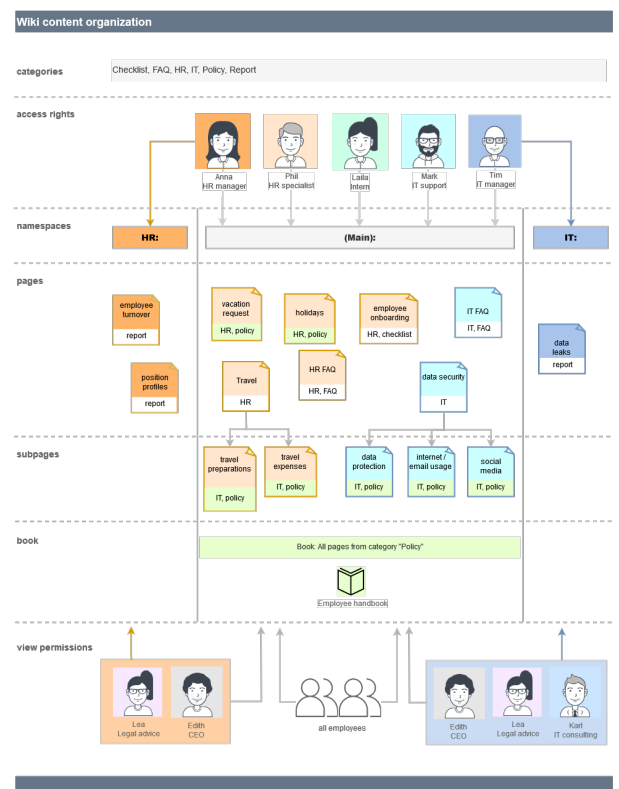 Wiki content organization
categories
Checklist, FAQ, HR, IT, Policy, Report
access rights
Anna
HR manager
Phil
HR specialist
Laila
Intern
Mark
IT support
Tim
IT manager
namespaces
HR:
(Main):
IT:
pages
employee
turnover
report
position
profiles
report
vacation
request
HR, policy
holidays
HR, policy
employee
onboarding
HR, checklist
IT FAQ
IT, FAQ
Travel
HR
HR FAQ
HR, FAQ
data security
IT
data
leaks
report
subpages
travel
preparations
IT, policy
travel
expenses
IT, policy
data
protection
IT, policy
internet /
email usage
IT, policy
social
media
IT, policy
book
Book: All pages from category "Policy"
Employee handbook
view permissions
Lea
Legal advice
Edith
CEO
all employees
Edith
CEO
Lea
Legal advice
Karl
IT consulting